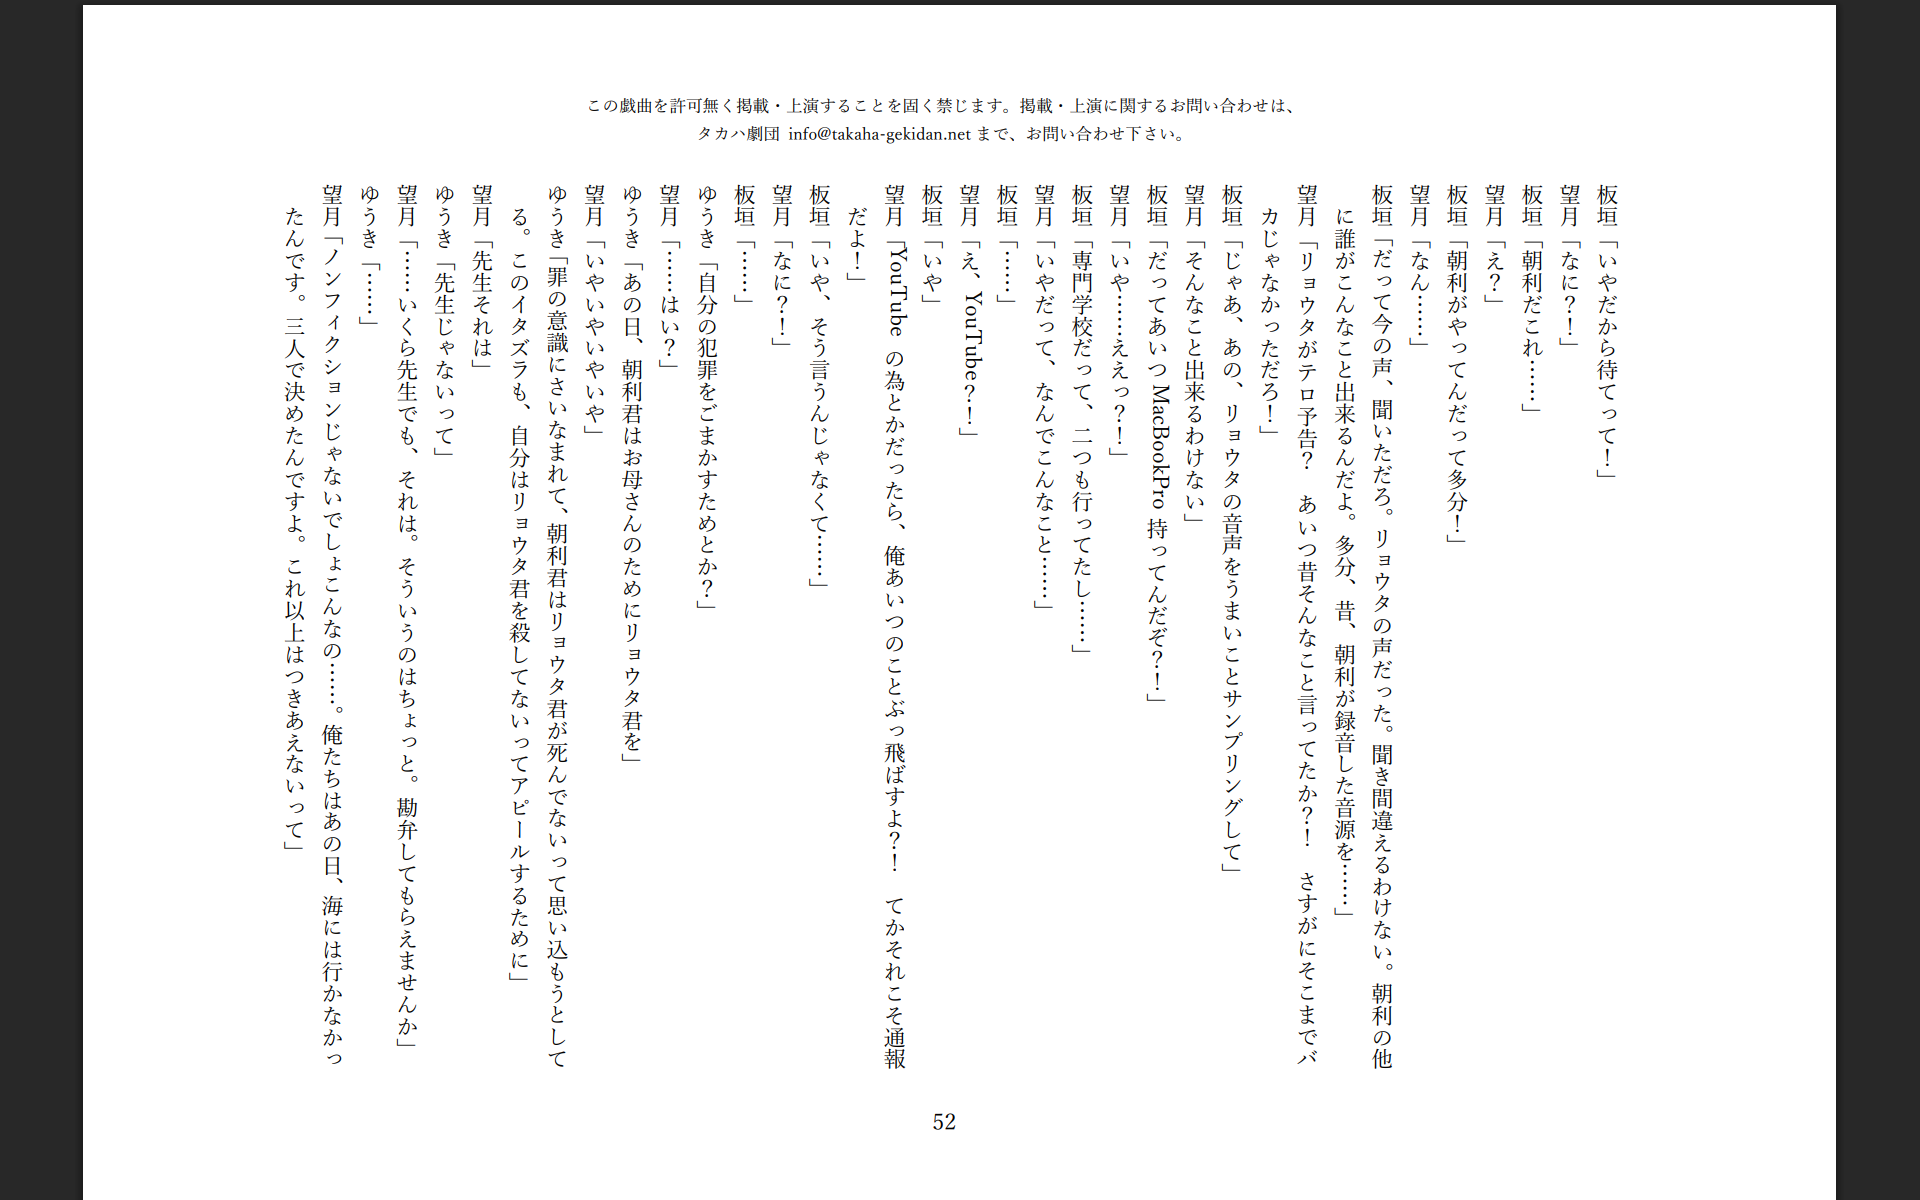 この戯曲を許可無く掲載・上演することを固く禁じます。掲載・上演に関するお問い合わせは、
タカハ劇団 info@takaha-gekidan.net まで、お問い合わせ下さい。
板垣「いやだから待てって！」
望月「なに？！」
板垣「朝利だこれ……」
望月「え？」
板垣「朝利がやってんだって多分！」
望月「なん……」
板垣「だって今の声、聞いただろ。リョウタの声だった。聞き間違えるわけない。朝利の他
に誰がこんなこと出来るんだよ。多分、昔、朝利が録音した音源を……」
望月「リョウタがテロ予告？　あいつ昔そんなこと言ってたか？！　さすがにそこまでバ
カじゃなかっただろ！」
板垣「じゃあ、あの、リョウタの音声をうまいことサンプリングして」
望月「そんなこと出来るわけない」
板垣「だってあいつ MacBookPro 持ってんだぞ？！」
望月「いや……ええっ？！」
板垣「専門学校だって、二つも行ってたし……」
望月「いやだって、なんでこんなこと……」
板垣「……」
望月「え、YouTube？！」
板垣「いや」
望月「YouTube の為とかだったら、俺あいつのことぶっ飛ばすよ？！　てかそれこそ通報
だよ！」
板垣「いや、そう言うんじゃなくて……」
望月「なに？！」
板垣「……」
ゆうき「自分の犯罪をごまかすためとか？」
望月「……はい？」
ゆうき「あの日、朝利君はお母さんのためにリョウタ君を」
望月「いやいやいやいや」
ゆうき「罪の意識にさいなまれて、朝利君はリョウタ君が死んでないって思い込もうとして
る。このイタズラも、自分はリョウタ君を殺してないってアピールするために」
望月「先生それは」
ゆうき「先生じゃないって」
望月「……いくら先生でも、それは。そういうのはちょっと。勘弁してもらえませんか」
ゆうき「……」
望月「ノンフィクションじゃないでしょこんなの……。俺たちはあの日、海には行かなかっ
たんです。三人で決めたんですよ。これ以上はつきあえないって」
52